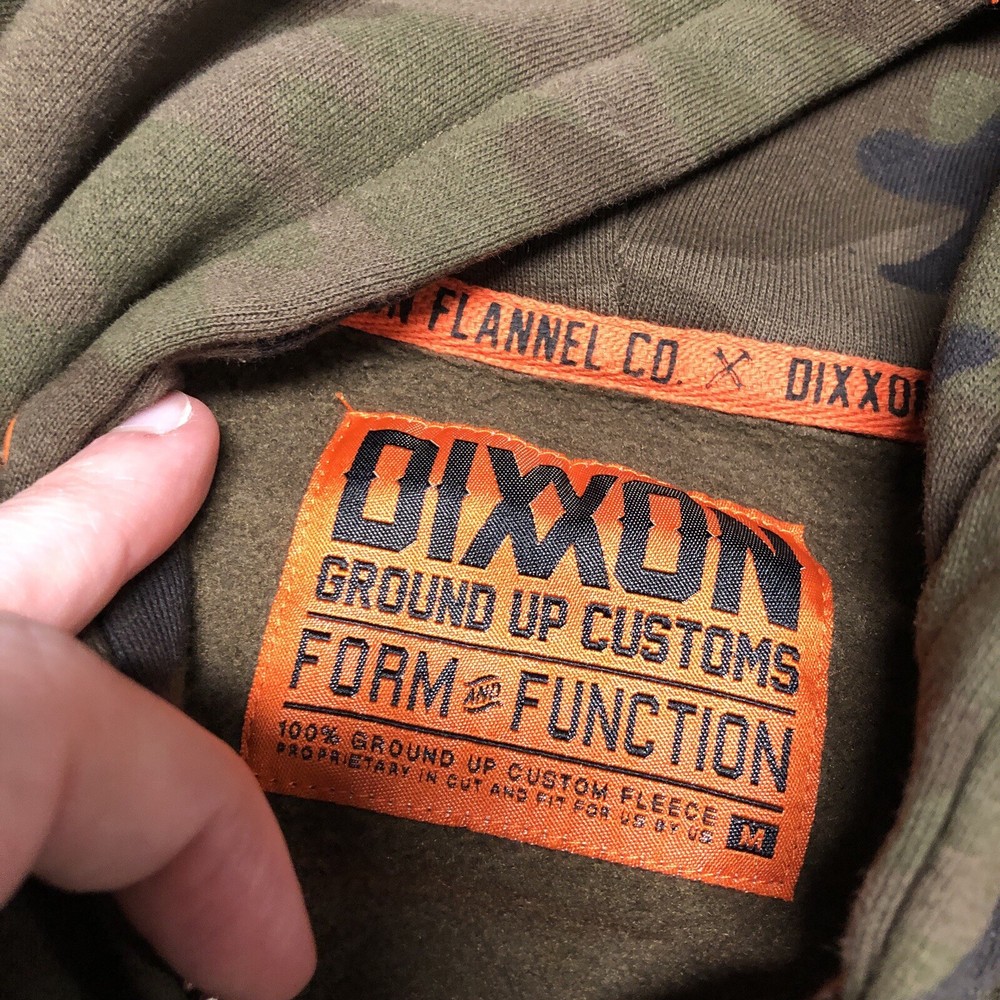 FLANNEL CO. DIXXON
DIXXON
GROUND UP CUSTOMS
FORM AND FUNCTION
100% GROUND UP CUSTOM FLEECE
PROPRIETARY IN CUT AND FIT FOR US BY US
M